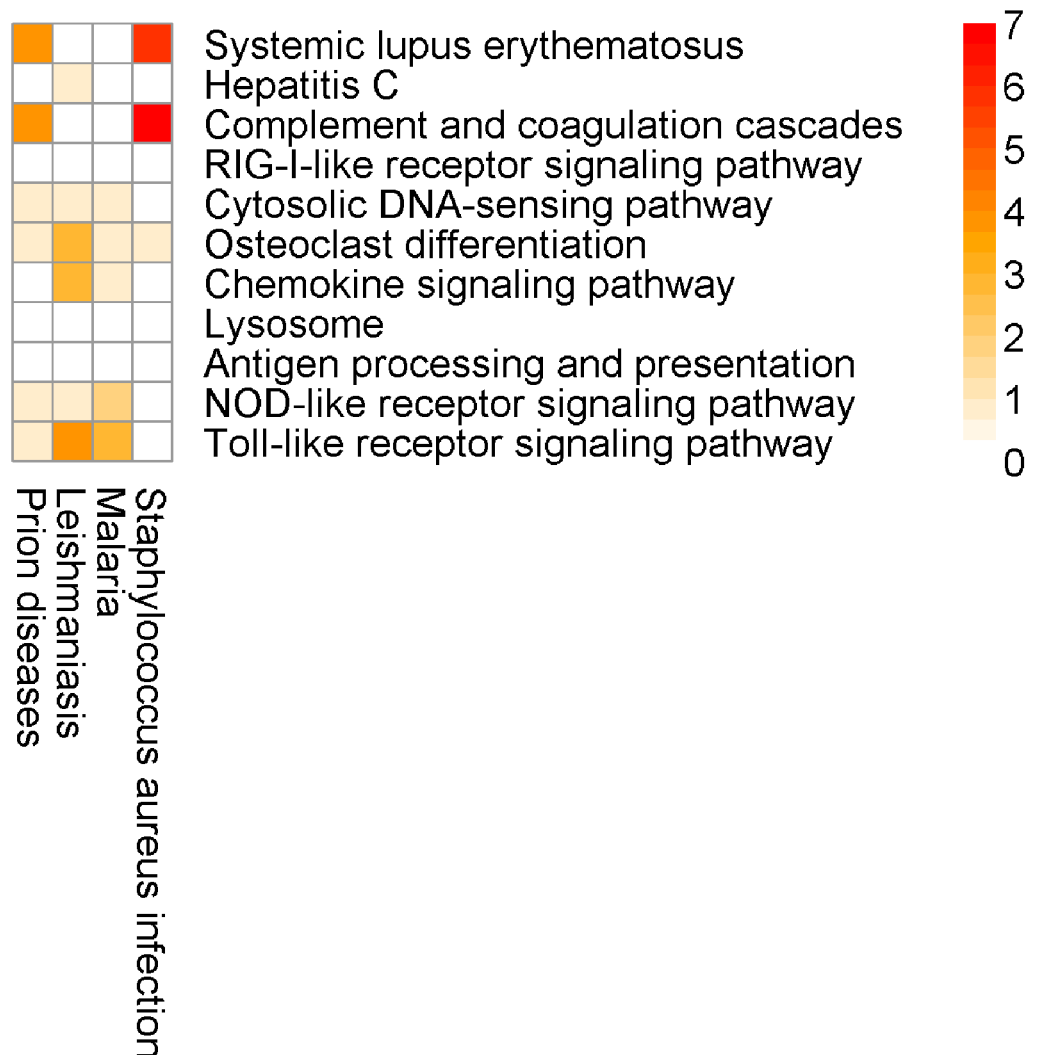 Systemic lupus erythematosus
Hepatitis C
Complement and coagulation cascades
RIG-I-like receptor signaling pathway
Cytosolic DNA-sensing pathway
Osteoclast differentiation
Chemokine signaling pathway
Lysosome
Antigen processing and presentation
NOD-like receptor signaling pathway
Toll-like receptor signaling pathway
Prion diseases
Leishmaniasis
Malaria
Staphylococcus aureus infection
7
6
5
4
3
2
1
0